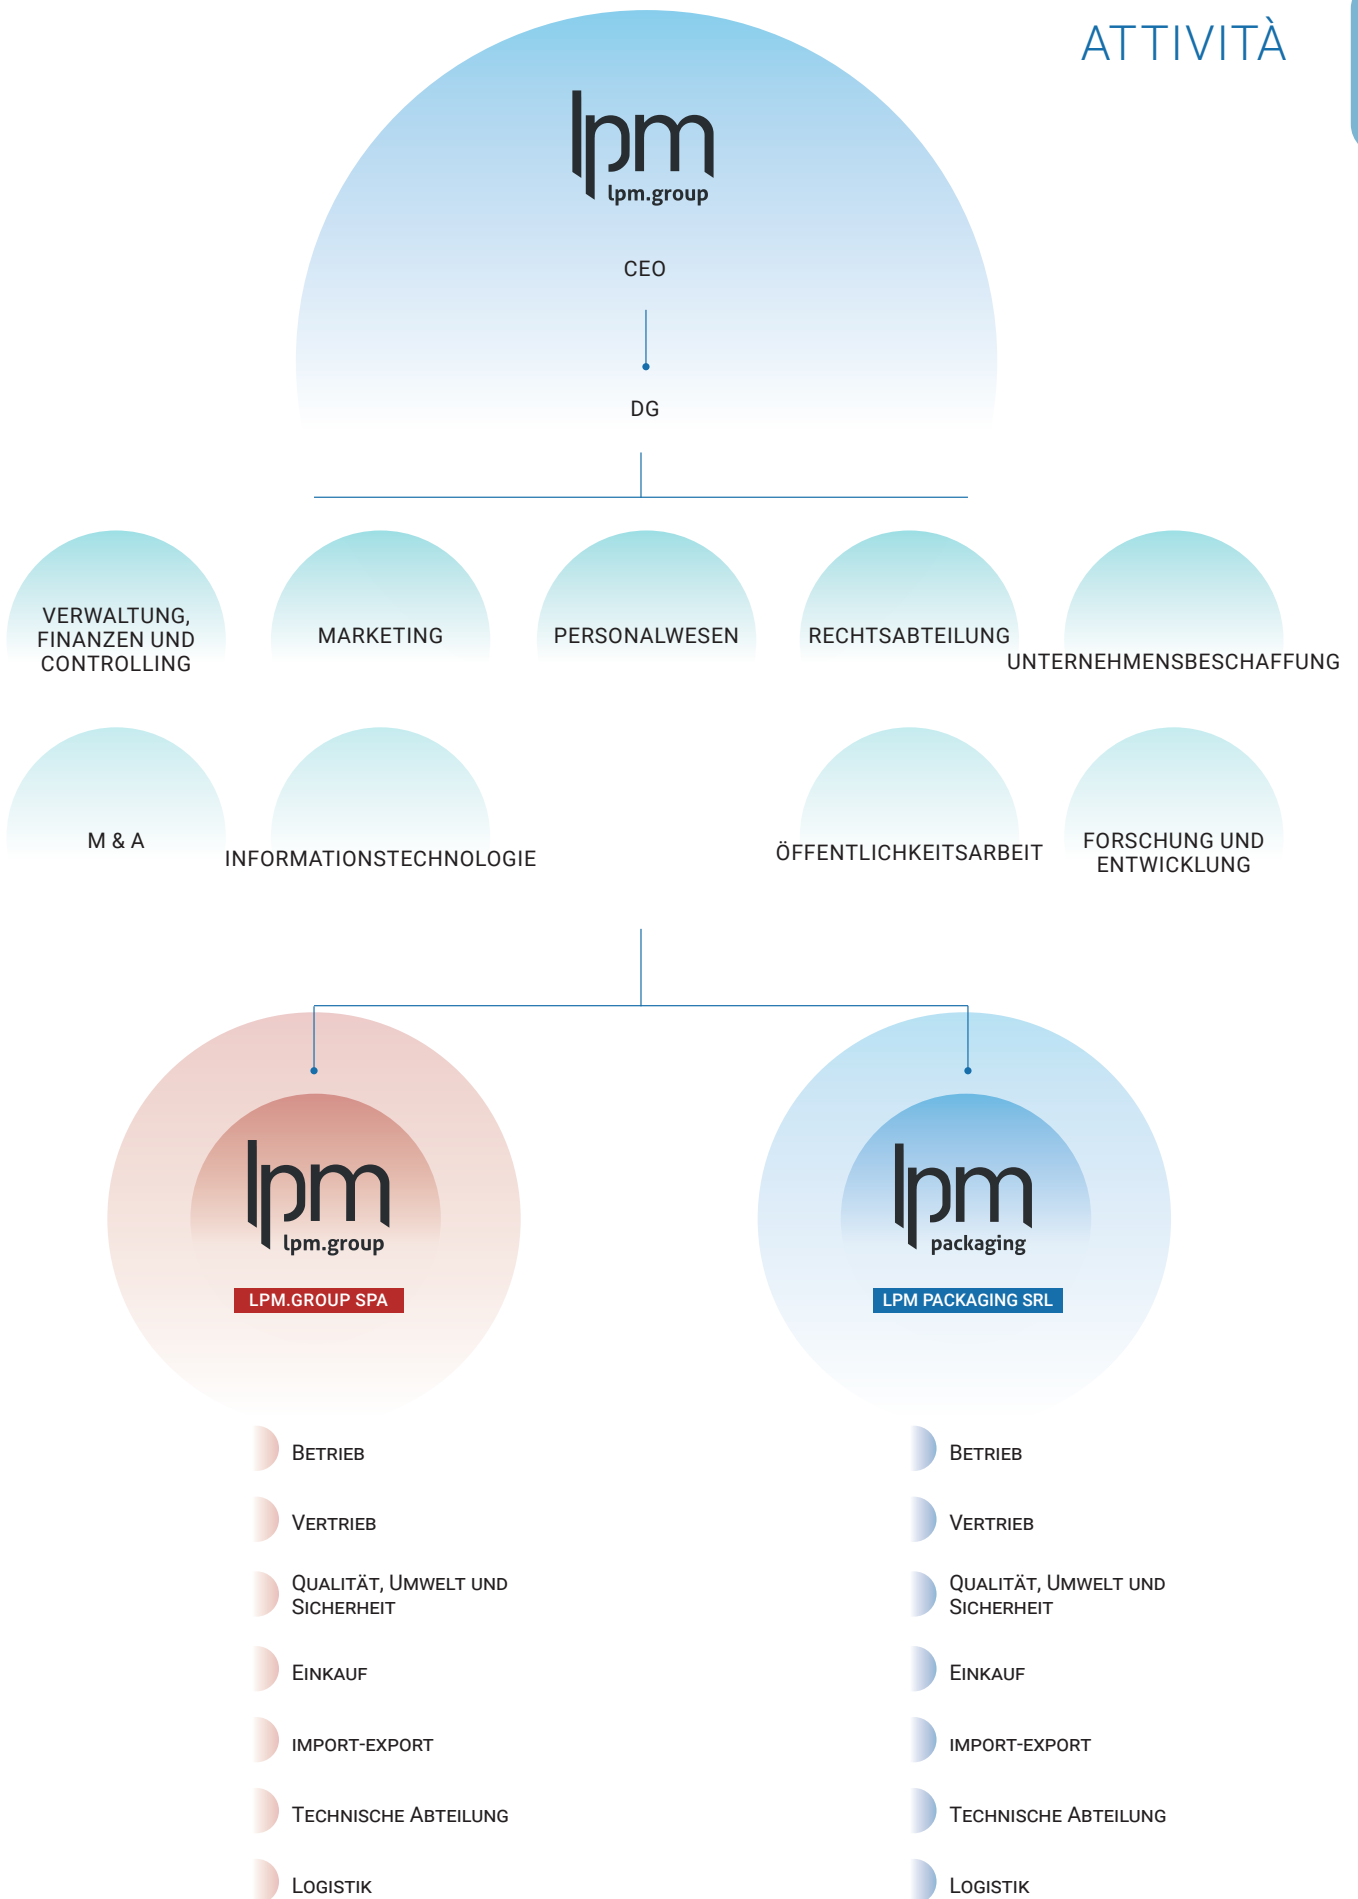 ATTIVITÀ
lpm
lpm.group
CEO
DG
VERWALTUNG,
FINANZEN UND
CONTROLLING
MARKETING
PERSONALWESEN
RECHTSABTEILUNG
UNTERNEHMENSBESCHAFFUNG
M & A
INFORMATIONSTECHNOLOGIE
ÖFFENTLICHKEITSARBEIT
FORSCHUNG UND
ENTWICKLUNG
lpm
lpm.group
LPM.GROUP SPA
lpm
packaging
LPM PACKAGING SRL
Betrieb
Vertrieb
Qualität, Umwelt und
Sicherheit
Einkauf
import-export
Technische Abteilung
Logistik
Betrieb
Vertrieb
Qualität, Umwelt und
Sicherheit
Einkauf
import-export
Technische Abteilung
Logistik